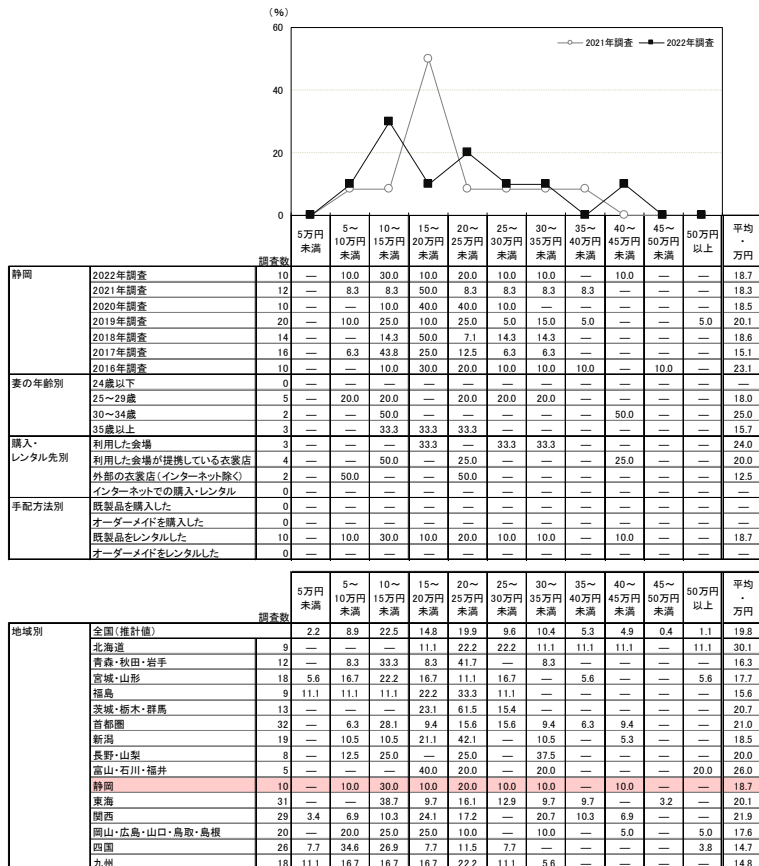 （%）
60
40
20
0
2021年調査 2022年調査
調査数 5万円未満 5～10万円未満 10～15万円未満 15～20万円未満 20～25万円未満 25～30万円未満 30～35万円未満 35～40万円未満 40～45万円未満 45～50万円未満 50万円以上 平均・万円
静岡 2022年調査 10 — 10.0 30.0 10.0 20.0 10.0 10.0 — 10.0 — — 18.7
2021年調査 12 — 8.3 8.3 50.0 8.3 8.3 8.3 8.3 — — — 18.3
2020年調査 10 — — 10.0 40.0 40.0 10.0 — — — — — 18.5
2019年調査 20 — 10.0 25.0 10.0 25.0 5.0 15.0 5.0 — — 5.0 20.1
2018年調査 14 — — 14.3 50.0 7.1 14.3 14.3 — — — — 18.6
2017年調査 16 — 6.3 43.8 25.0 12.5 6.3 6.3 — — — — 15.1
2016年調査 10 — — 10.0 30.0 20.0 10.0 10.0 10.0 — 10.0 — 23.1
妻の年齢別 24歳以下 0 — — — — — — — — — — — —
25～29歳 5 — 20.0 20.0 — 20.0 20.0 20.0 — — — — 18.0
30～34歳 2 — — 50.0 — — — — — 50.0 — — 25.0
35歳以上 3 — — 33.3 33.3 33.3 — — — — — — 15.7
購入・レンタル先別 利用した会場 3 — — — 33.3 — 33.3 33.3 — — — — 24.0
利用した会場が提携している衣裳店 4 — — 50.0 — 25.0 — — — 25.0 — — 20.0
外部の衣裳店（インターネット除く） 2 — 50.0 — — 50.0 — — — — — — 12.5
インターネットでの購入・レンタル 0 — — — — — — — — — — — —
手配方法別 既製品を購入した 0 — — — — — — — — — — — —
オーダーメイドを購入した 0 — — — — — — — — — — — —
既製品をレンタルした 10 — 10.0 30.0 10.0 20.0 10.0 10.0 — 10.0 — — 18.7
オーダーメイドをレンタルした 0 — — — — — — — — — — — —
調査数 5万円未満 5～10万円未満 10～15万円未満 15～20万円未満 20～25万円未満 25～30万円未満 30～35万円未満 35～40万円未満 40～45万円未満 45～50万円未満 50万円以上 平均・万円
地域別 全国（推計値） 2.2 8.9 22.5 14.8 19.9 9.6 10.4 5.3 4.9 0.4 1.1 19.8
北海道 9 — — — 11.1 22.2 22.2 11.1 11.1 11.1 — 11.1 30.1
青森・秋田・岩手 12 — 8.3 33.3 8.3 41.7 — 8.3 — — — — 16.3
宮城・山形 18 5.6 16.7 22.2 16.7 11.1 16.7 — 5.6 — — 5.6 17.7
福島 9 11.1 11.1 11.1 22.2 33.3 11.1 — — — — — 15.6
茨城・栃木・群馬 13 — — — 23.1 61.5 15.4 — — — — — 20.7
首都圏 32 — 6.3 28.1 9.4 15.6 15.6 9.4 6.3 9.4 — — 21.0
新潟 19 — 10.5 10.5 21.1 42.1 — 10.5 — 5.3 — — 18.5
長野・山梨 8 — 12.5 25.0 — 25.0 — 37.5 — — — — 20.0
富山・石川・福井 5 — — — 40.0 20.0 — 20.0 — — — 20.0 26.0
静岡 10 — 10.0 30.0 10.0 20.0 10.0 10.0 — 10.0 — — 18.7
東海 31 — — 38.7 9.7 16.1 12.9 9.7 9.7 — 3.2 — 20.1
関西 29 3.4 6.9 10.3 24.1 17.2 — 20.7 10.3 6.9 — — 21.9
岡山・広島・山口・鳥取・島根 20 — 20.0 25.0 25.0 10.0 — 10.0 — 5.0 — 5.0 17.6
四国 26 7.7 34.6 26.9 7.7 11.5 7.7 — — — — 3.8 14.7
九州 18 11.1 16.7 16.7 16.7 22.2 11.1 5.6 — — — — 14.8